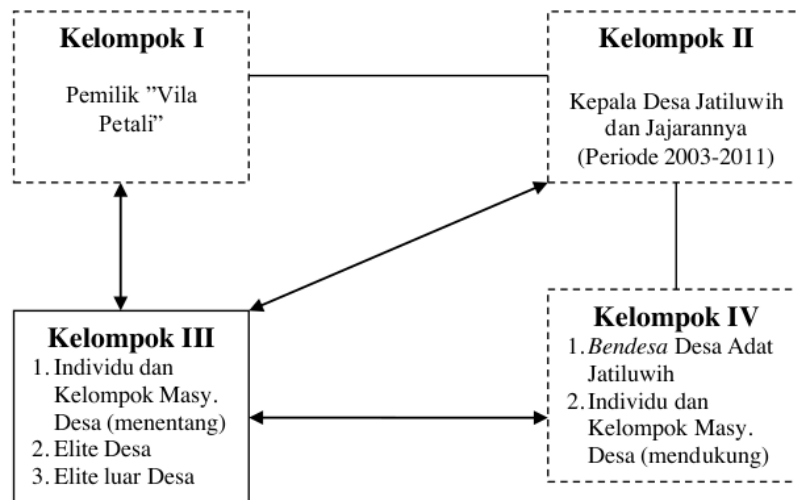 Kelompok I
Pemilik ”Vila
Petali”
Kelompok II
Kepala Desa Jatiluwih
dan Jajarannya
(Periode 2003-2011)
Kelompok III
1. Individu dan
Kelompok Masy.
Desa (menentang)
2. Elite Desa
3. Elite luar Desa
Kelompok IV
1. Bendesa Desa Adat
Jatiluwih
2. Individu dan
Kelompok Masy.
Desa (mendukung)